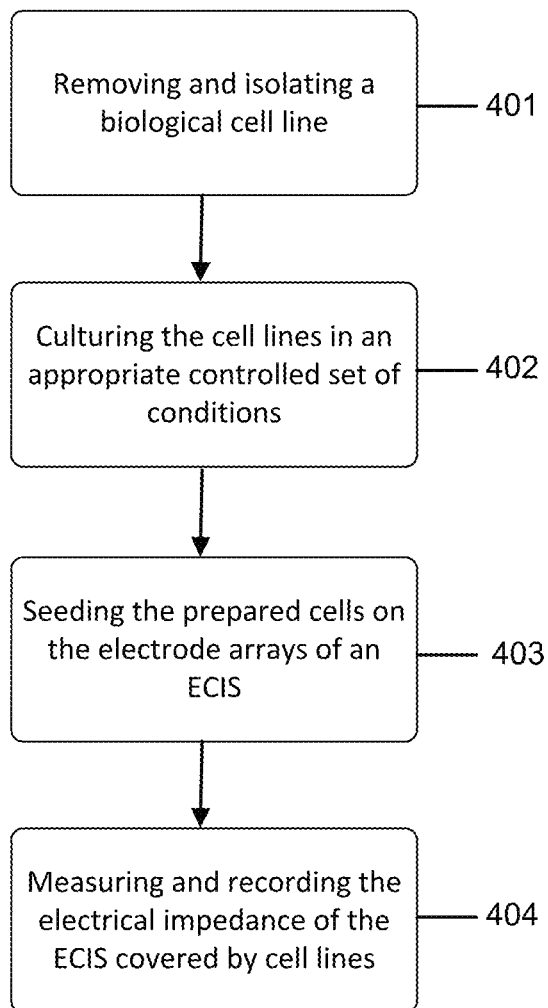 Removing and isolating a
biological cell line
401
Culturing the cell lines in an
appropriate controlled set of
conditions
402
Seeding the prepared cells on
the electrode arrays of an
ECIS
403
Measuring and recording the
electrical impedance of the
ECIS covered by cell lines
404